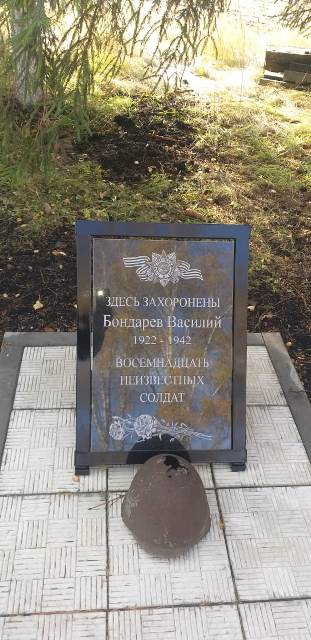 ЗДЕСЬ ЗАХОРОНЕНЫ
Бондарев Василий
1922 - 1942
ВОСЕМНАДЦАТЬ
НЕИЗВЕСТНЫХ
СОЛДАТ